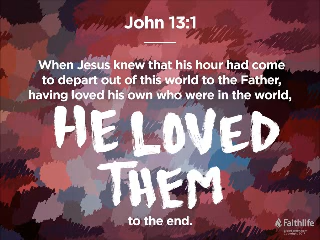 John 13:1
When Jesus knew that his hour had come
to depart out of this world to the Father,
having loved his own who were in the world,
HE LOVED
THEM
to the end.
Faithlife